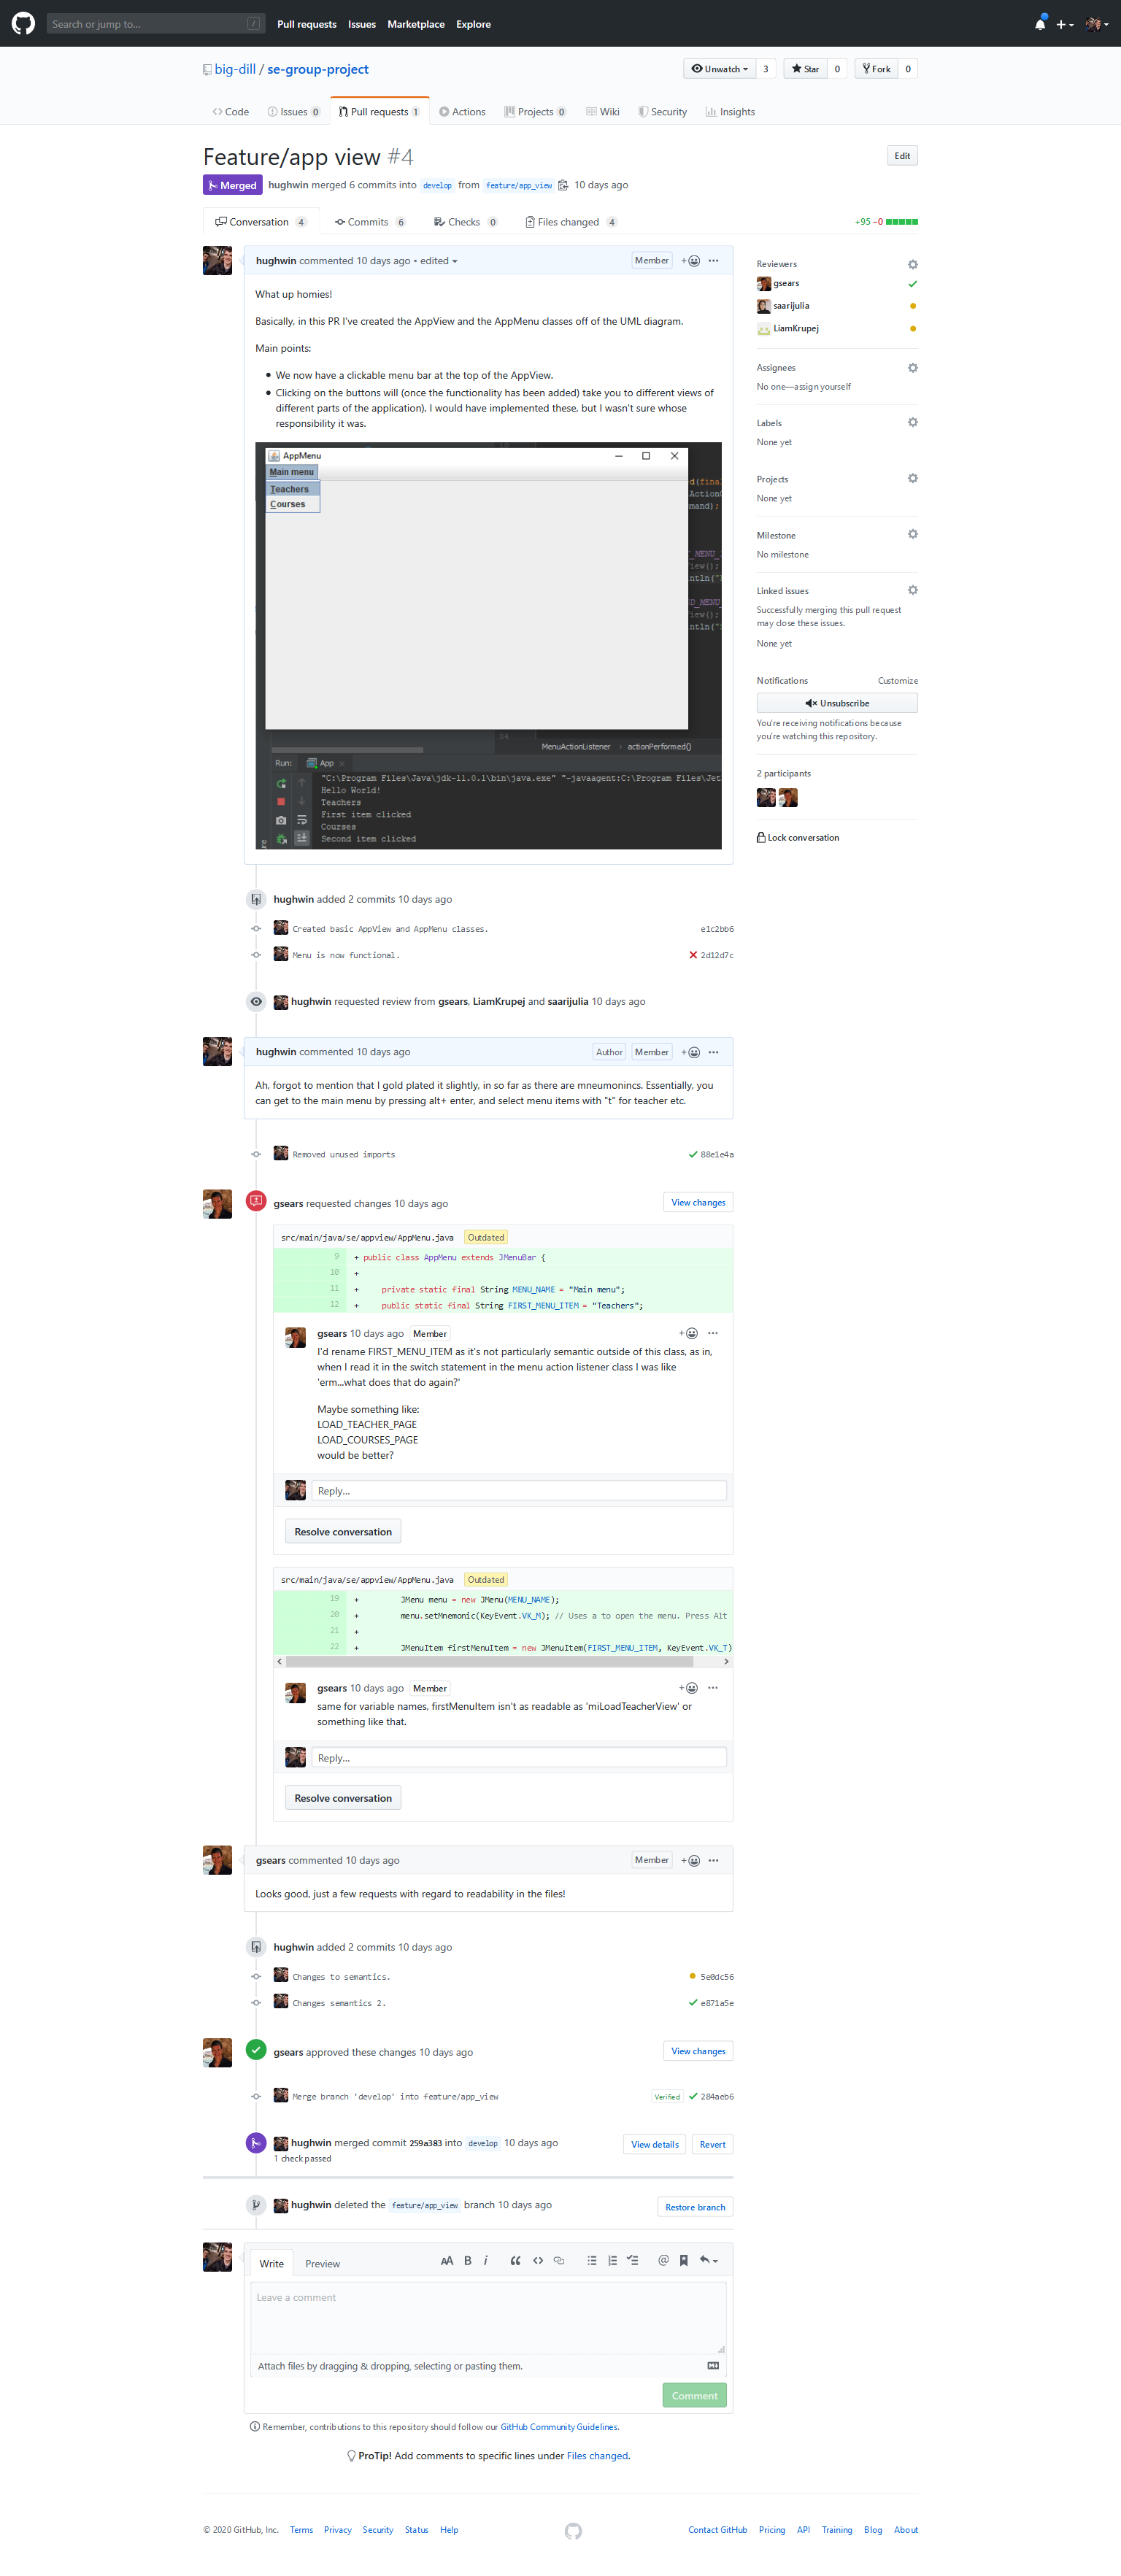 Search or jump to... /
Pull requests Issues Marketplace Explore
big-dill / se-group-project
Unwatch 3 Star 0 Fork 0
Code Issues 0 Pull requests 1 Actions Projects 0 Wiki Security Insights
Feature/app view #4
Edit
Merged hughwin merged 6 commits into develop from feature/app_view 10 days ago
Conversation 4 Commits 6 Checks 0 Files changed 4
+95 −0
hughwin commented 10 days ago • edited
Member
What up homies!
Basically, in this PR I've created the AppView and the AppMenu classes off of the UML diagram.
Main points:
We now have a clickable menu bar at the top of the AppView.
Clicking on the buttons will (once the functionality has been added) take you to different views of
different parts of the application). I would have implemented these, but I wasn't sure whose
responsibility it was.
AppMenu
Main menu
Teachers
Courses
MenuActionListener › actionPerformed()
Run: App
"C:\Program Files\Java\jdk-11.0.1\bin\java.exe" "-javaagent:C:\Program Files\Jet
Hello World!
Teachers
First item clicked
Courses
Second item clicked
Reviewers
gsears
saarijulia
LiamKrupej
Assignees
No one—assign yourself
Labels
None yet
Projects
None yet
Milestone
No milestone
Linked issues
Successfully merging this pull request
may close these issues.
None yet
Notifications Customize
Unsubscribe
You're receiving notifications because
you're watching this repository.
2 participants
Lock conversation
hughwin added 2 commits 10 days ago
Created basic AppView and AppMenu classes. e1c2bb6
Menu is now functional. 2d12d7c
hughwin requested review from gsears, LiamKrupej and saarijulia 10 days ago
hughwin commented 10 days ago
Author Member
Ah, forgot to mention that I gold plated it slightly, in so far as there are mneumonincs. Essentially, you
can get to the main menu by pressing alt+ enter, and select menu items with "t" for teacher etc.
Removed unused imports 88e1e4a
gsears requested changes 10 days ago
View changes
src/main/java/se/appview/AppMenu.java Outdated
9 + public class AppMenu extends JMenuBar {
10 +
11 + private static final String MENU_NAME = "Main menu";
12 + public static final String FIRST_MENU_ITEM = "Teachers";
gsears 10 days ago Member
I'd rename FIRST_MENU_ITEM as it's not particularly semantic outside of this class, as in,
when I read it in the switch statement in the menu action listener class I was like
'erm...what does that do again?'
Maybe something like:
LOAD_TEACHER_PAGE
LOAD_COURSES_PAGE
would be better?
Reply...
Resolve conversation
src/main/java/se/appview/AppMenu.java Outdated
19 + JMenu menu = new JMenu(MENU_NAME);
20 + menu.setMnemonic(KeyEvent.VK_M); // Uses a to open the menu. Press Alt
21 +
22 + JMenuItem firstMenuItem = new JMenuItem(FIRST_MENU_ITEM, KeyEvent.VK_T)
gsears 10 days ago Member
same for variable names, firstMenuItem isn't as readable as 'miLoadTeacherView' or
something like that.
Reply...
Resolve conversation
gsears commented 10 days ago
Member
Looks good, just a few requests with regard to readability in the files!
hughwin added 2 commits 10 days ago
Changes to semantics. 5e0dc56
Changes semantics 2. e871a5e
gsears approved these changes 10 days ago
View changes
Merge branch 'develop' into feature/app_view Verified 284aeb6
hughwin merged commit 259a383 into develop 10 days ago
1 check passed
View details Revert
hughwin deleted the feature/app_view branch 10 days ago
Restore branch
Write Preview
Leave a comment
Attach files by dragging & dropping, selecting or pasting them.
Comment
Remember, contributions to this repository should follow our GitHub Community Guidelines.
ProTip! Add comments to specific lines under Files changed.
© 2020 GitHub, Inc. Terms Privacy Security Status Help
Contact GitHub Pricing API Training Blog About